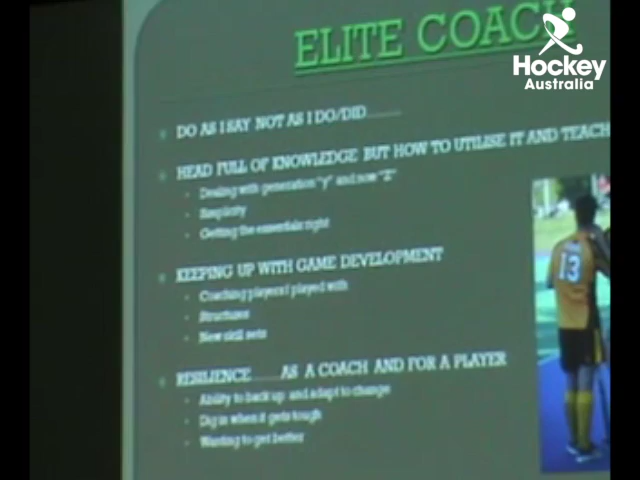 ELITE COACH
Hockey
Australia
DO AS I SAY NOT AS I DO/DID..........
HEAD FULL OF KNOWLEDGE BUT HOW TO UTILISE IT AND TEACH
Dealing with generation "y" and now "Z"
Simplicity
Getting the essentials right
KEEPING UP WITH GAME DEVELOPMENT
Coaching players I played with
Structures
New skill sets
RESILIENCE.........AS A COACH AND FOR A PLAYER
Ability to back up and adapt to change
Dig in when it gets tough
Wanting to get better
13